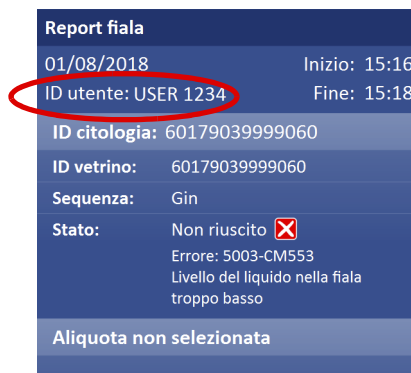 Report fiala
01/08/2018 Inizio: 15:16
ID utente: USER 1234 Fine: 15:18
ID citologia: 60179039999060
ID vetrino: 60179039999060
Sequenza: Gin
Stato: Non riuscito
Errore: 5003-CM553
Livello del liquido nella fiala
troppo basso
Aliquota non selezionata